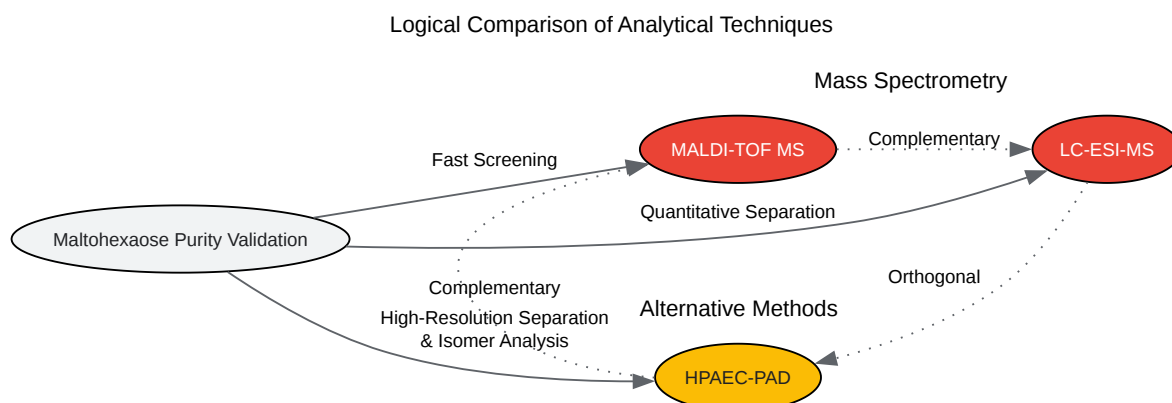 Logical Comparison of Analytical Techniques
Mass Spectrometry
MALDI-TOF MS
Complementary
LC-ESI-MS
Fast Screening
Quantitative Separation
Maltohexaose Purity Validation
Orthogonal
Complementary
Alternative Methods
High-Resolution Separation
& Isomer Analysis
HPAEC-PAD